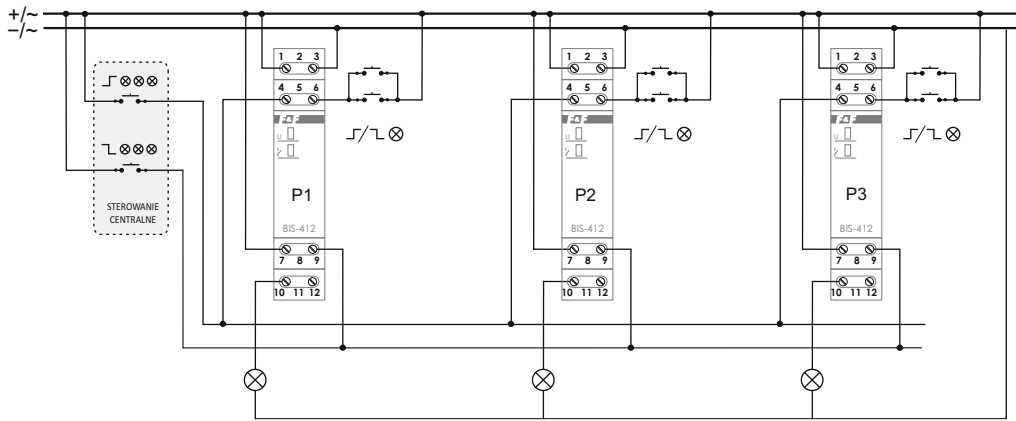 +/~
−/~
1 2 3 1 2 3 1 2 3
4 5 6 4 5 6 4 5 6
F&F F&F F&F
U U U
P1 P2 P3
STEROWANIE
CENTRALNE
BIS-412 BIS-412 BIS-412
7 8 9 7 8 9 7 8 9
10 11 12 10 11 12 10 11 12